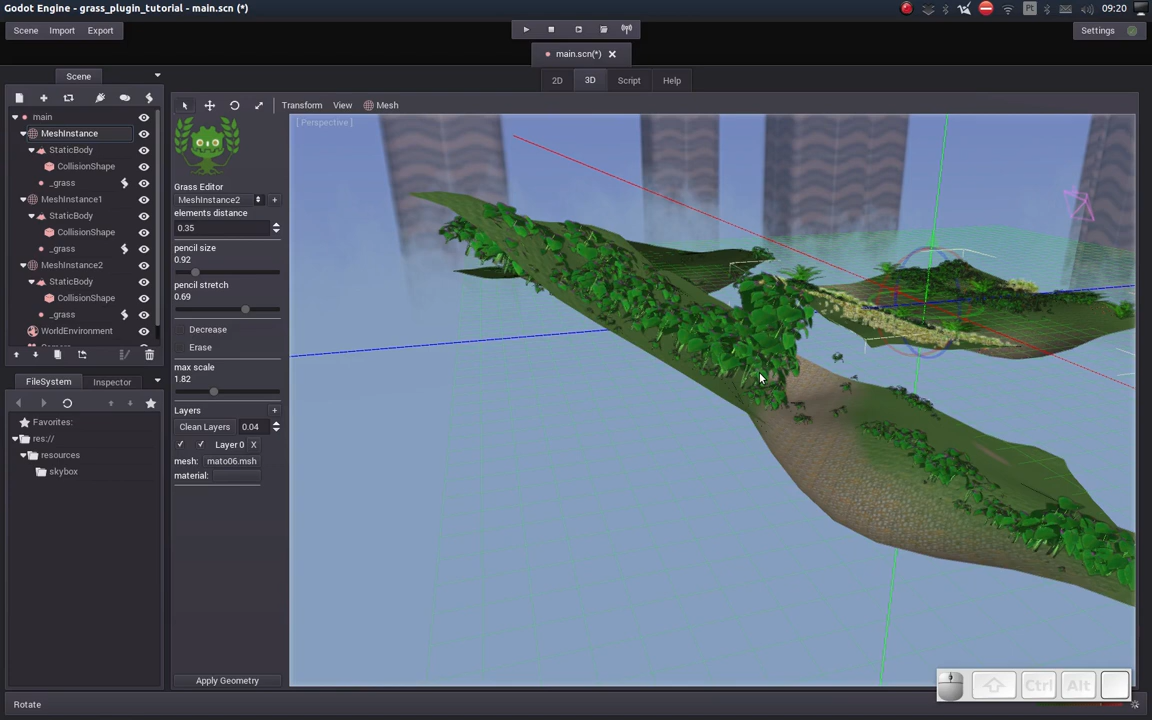 Godot Engine - grass_plugin_tutorial - main.scn (*)
Pt
09:20
Scene Import Export
Settings
main.scn(*)
Scene
2D 3D Script Help
Transform View Mesh
main
MeshInstance
StaticBody
CollisionShape
_grass
MeshInstance1
StaticBody
CollisionShape
_grass
MeshInstance2
StaticBody
CollisionShape
_grass
WorldEnvironment
FileSystem Inspector
Favorites:
res://
resources
skybox
Grass Editor
MeshInstance2 +
elements distance
0.35
pencil size
0.92
pencil stretch
0.69
Decrease
Erase
max scale
1.82
Layers +
Clean Layers 0.04
Layer 0 X
mesh: mato06.msh
material:
Apply Geometry
[ Perspective ]
Ctrl Alt
Rotate